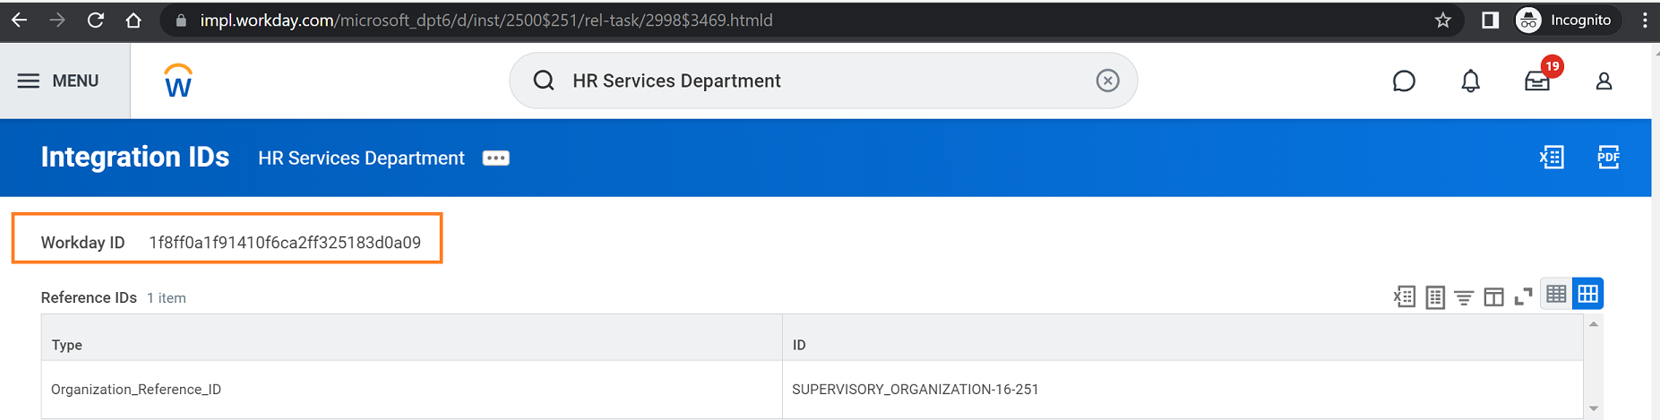 impl.workday.com/microsoft_dpt6/d/inst/2500$251/rel-task/2998$3469.htmld
Incognito
MENU
W
HR Services Department
19
Integration IDs HR Services Department
X
PDF
Workday ID 1f8ff0a1f91410f6ca2ff325183d0a09
Reference IDs 1 item
X
Type ID
Organization_Reference_ID SUPERVISORY_ORGANIZATION-16-251